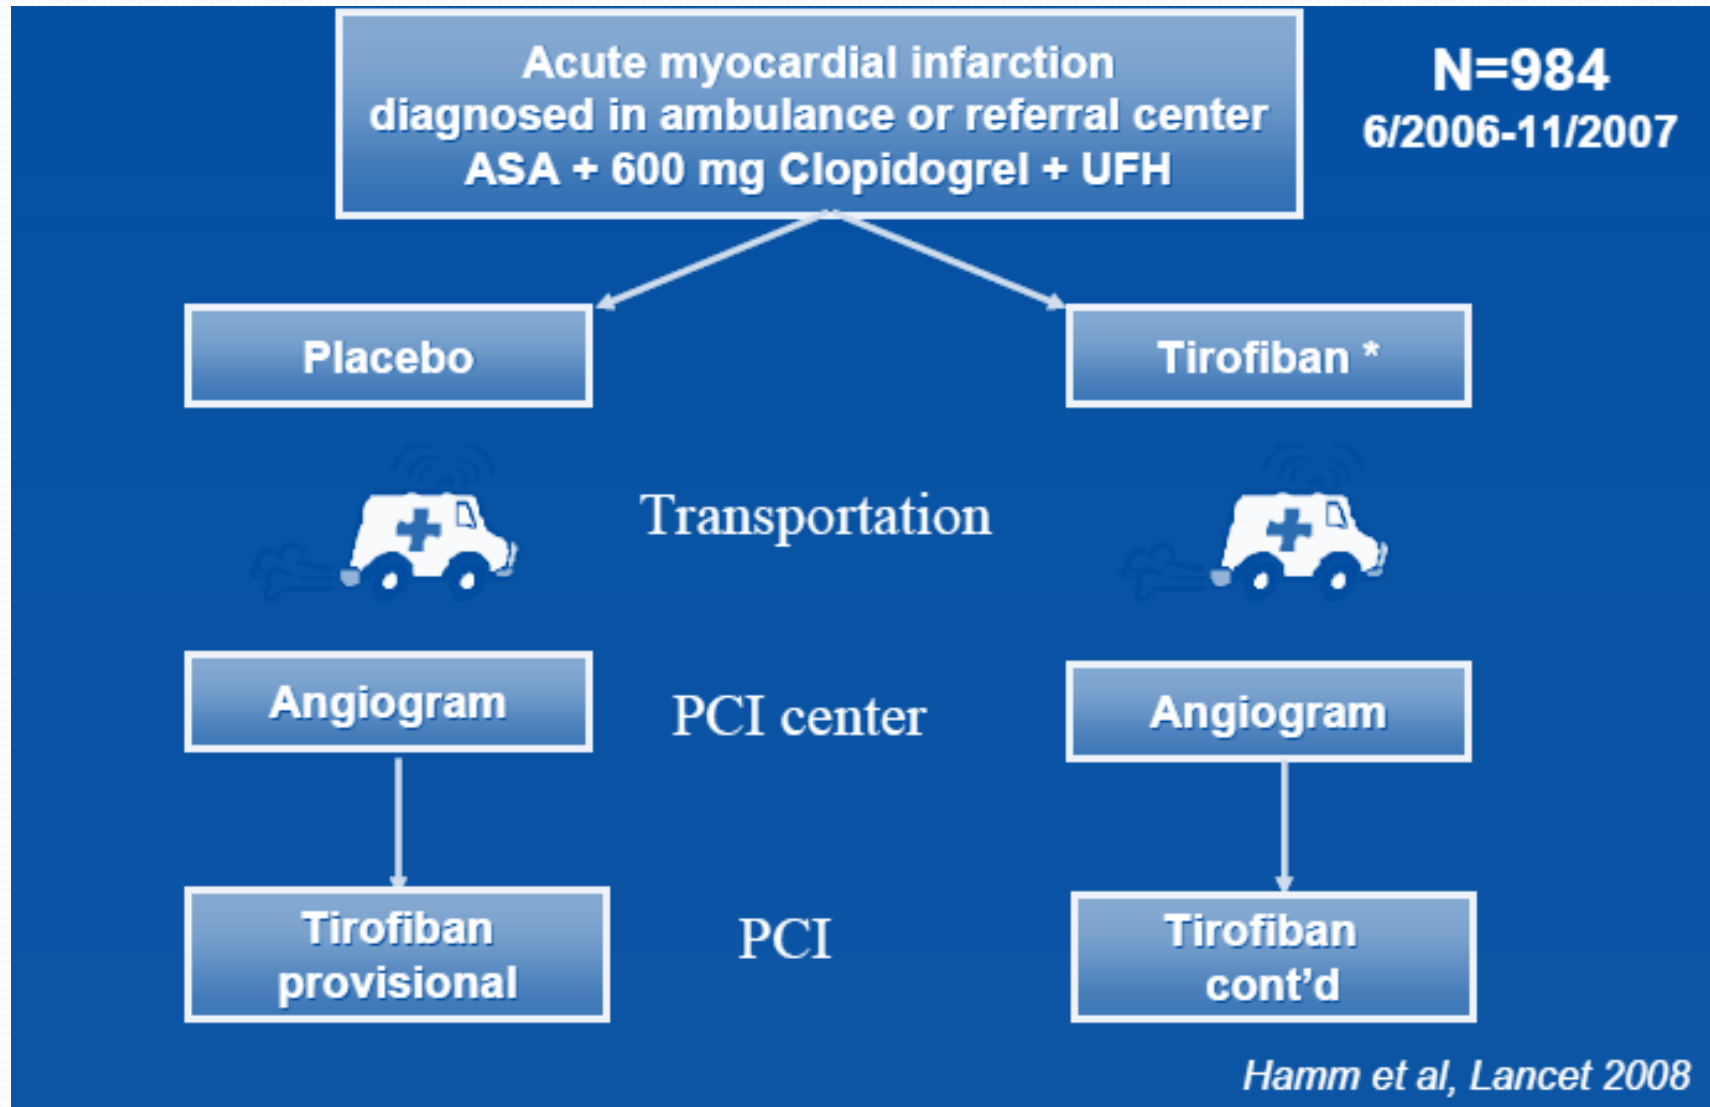 Acute myocardial infarction
diagnosed in ambulance or referral center
ASA + 600 mg Clopidogrel + UFH
N=984
6/2006-11/2007
Placebo
Tirofiban *
Transportation
Angiogram
PCI center
Angiogram
Tirofiban
provisional
PCI
Tirofiban
cont’d
Hamm et al, Lancet 2008